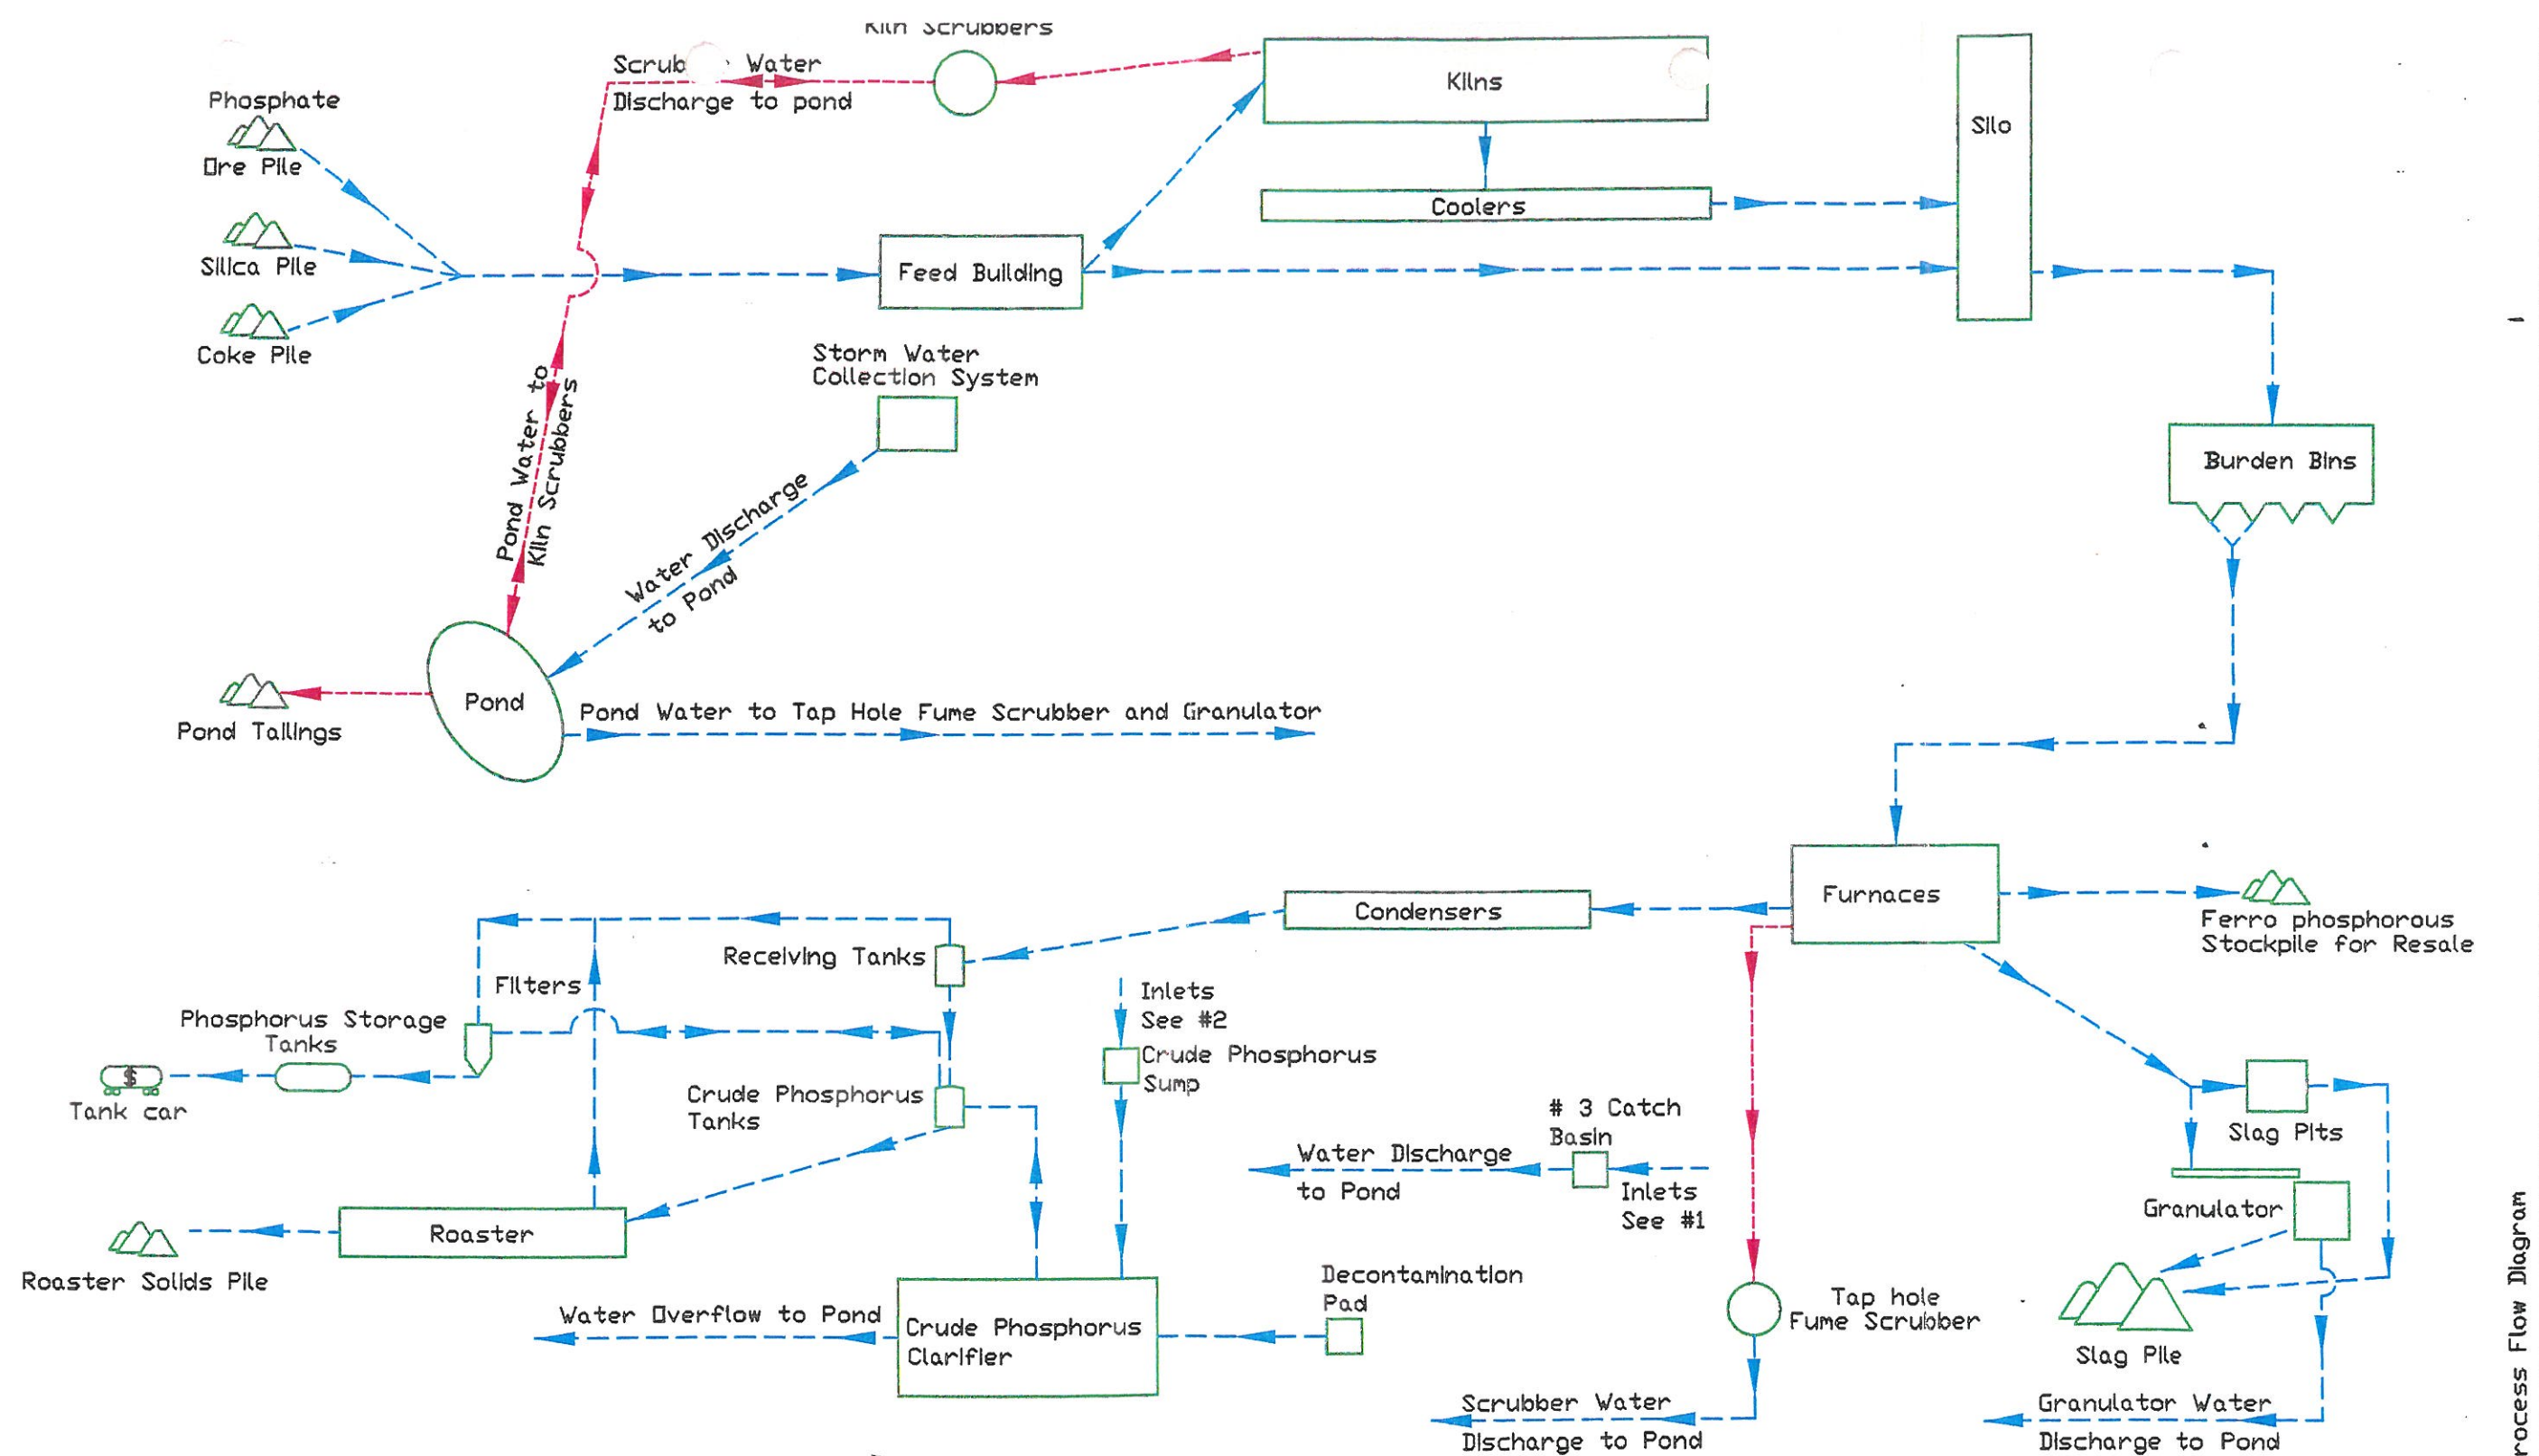 Kiln Scrubbers
Water
Discharge to pond
Phosphate
Ore Pile
Silica Pile
Coke Pile
Kilns
Coolers
Silo
Feed Building
Storm Water
Collection System
Burden Bins
Pond Water to
Kiln Scrubbers
Water Discharge
to Pond
Pond
Pond Tailings
Pond Water to Tap Hole Fume Scrubber and Granulator
Furnaces
Ferro phosphorous
Stockpile for Resale
Condensers
Receiving Tanks
Filters
Phosphorus Storage
Tanks
$
Tank car
Inlets
See #2
Crude Phosphorus
Sump
Crude Phosphorus
Tanks
# 3 Catch
Basin
Water Discharge
to Pond
Inlets
See #1
Slag Pits
Granulator
Slag Pile
Roaster
Roaster Solids Pile
Decontamination
Pad
Water Overflow to Pond
Crude Phosphorus
Clarifier
Tap hole
Fume Scrubber
Scrubber Water
Discharge to Pond
Granulator Water
Discharge to Pond
Flow Diagram